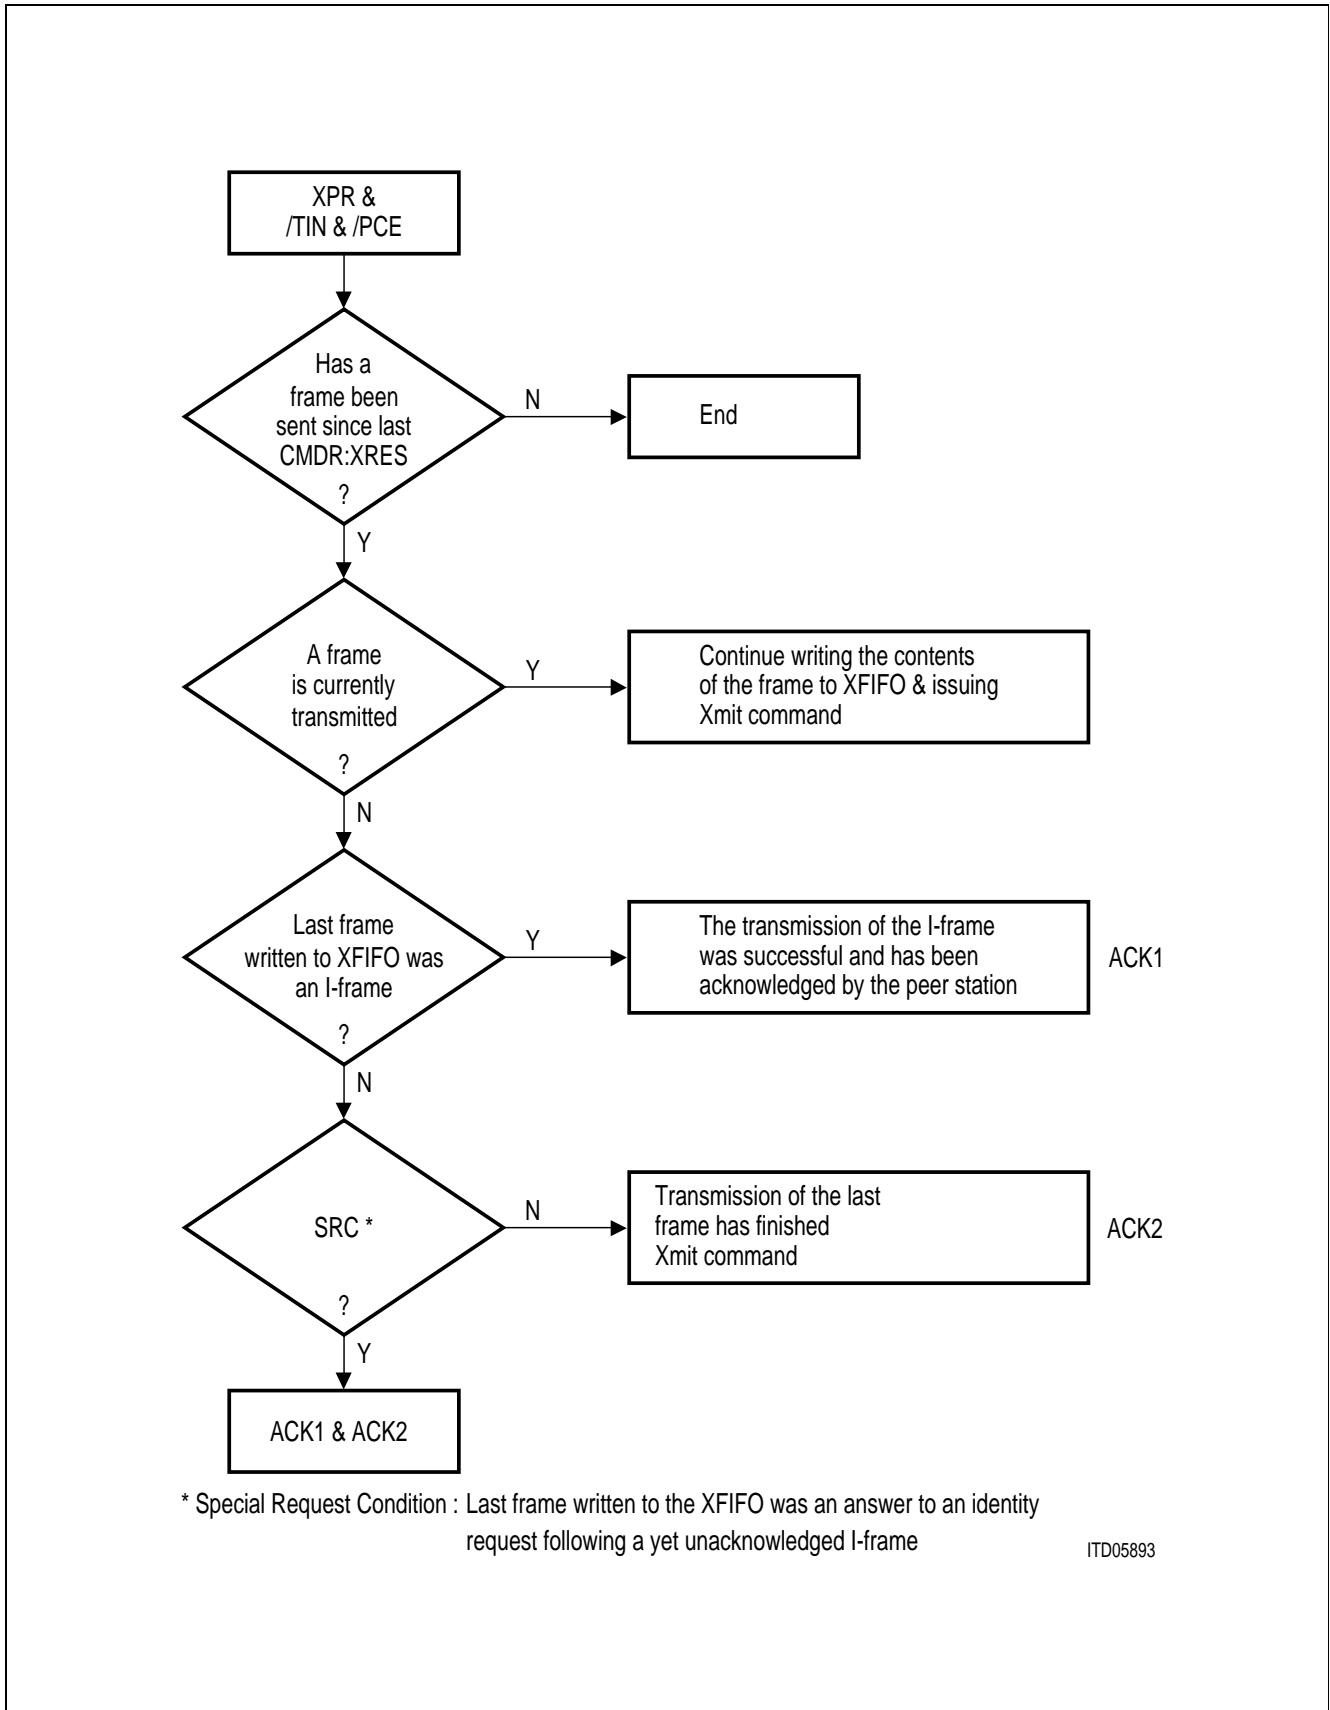 XPR &
/TIN & /PCE
Has a
frame been
sent since last
CMDR:XRES
?
N
End
Y
A frame
is currently
transmitted
?
Y
Continue writing the contents
of the frame to XFIFO & issuing
Xmit command
N
Last frame
written to XFIFO was
an I-frame
?
Y
The transmission of the I-frame
was successful and has been
acknowledged by the peer station
ACK1
N
SRC *
?
N
Transmission of the last
frame has finished
Xmit command
ACK2
Y
ACK1 & ACK2
* Special Request Condition : Last frame written to the XFIFO was an answer to an identity
request following a yet unacknowledged I-frame
ITD05893